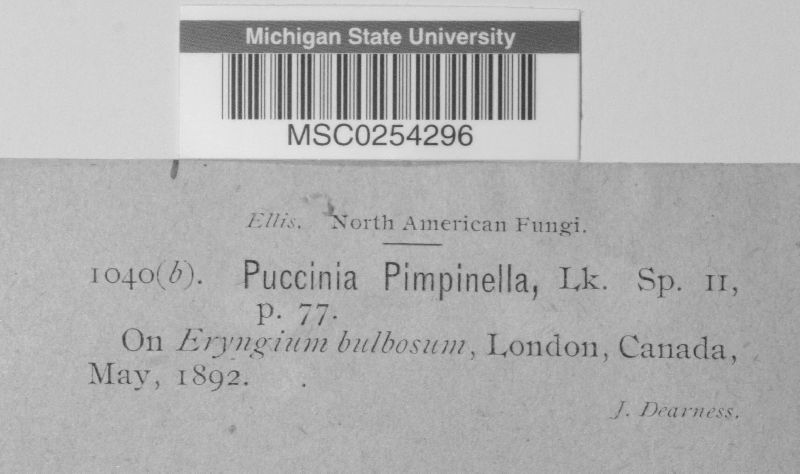 Michigan State University
MSC0254296
Ellis. North American Fungi.
1040(b). Puccinia Pimpinella, Lk. Sp. II,
p. 77.
On Eryngium bulbosum, London, Canada,
May, 1892.
J. Dearness.